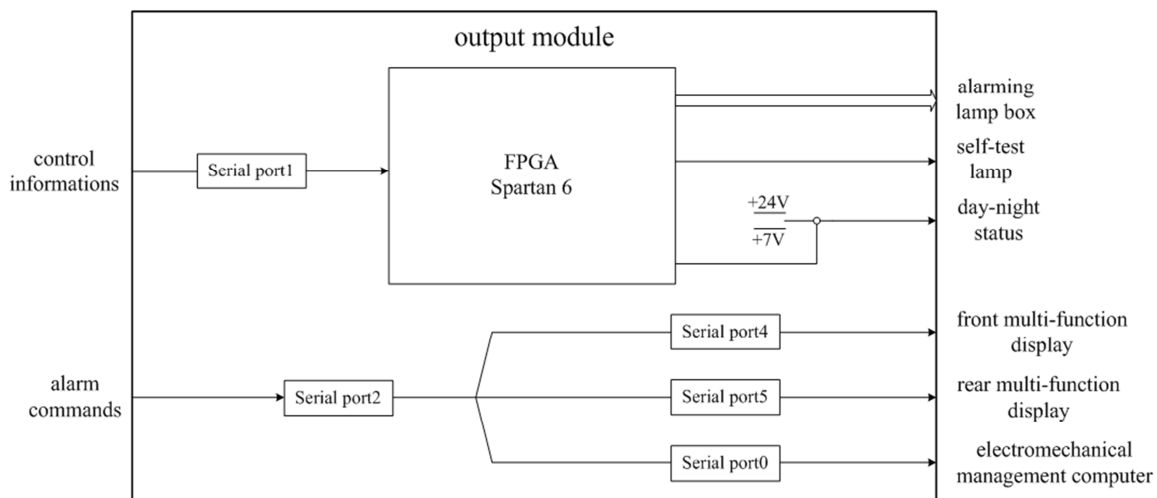 output module
control
informations
Serial port1
FPGA
Spartan 6
alarming
lamp box
self-test
lamp
+24V
+7V
day-night
status
alarm
commands
Serial port2
Serial port4
front multi-function
display
Serial port5
rear multi-function
display
Serial port0
electromechanical
management computer